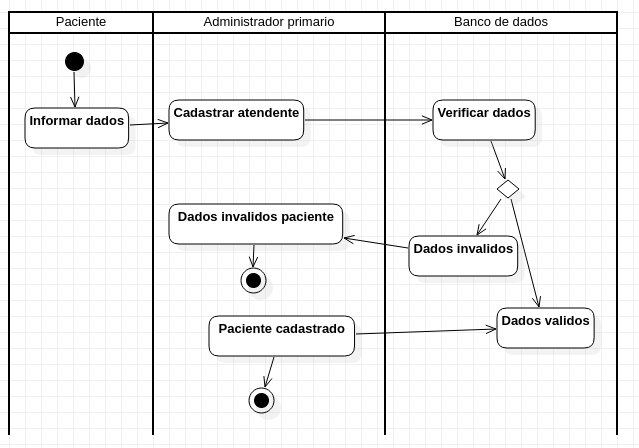 Paciente
Administrador primario
Banco de dados
Informar dados
Cadastrar atendente
Verificar dados
Dados invalidos paciente
Dados invalidos
Dados validos
Paciente cadastrado